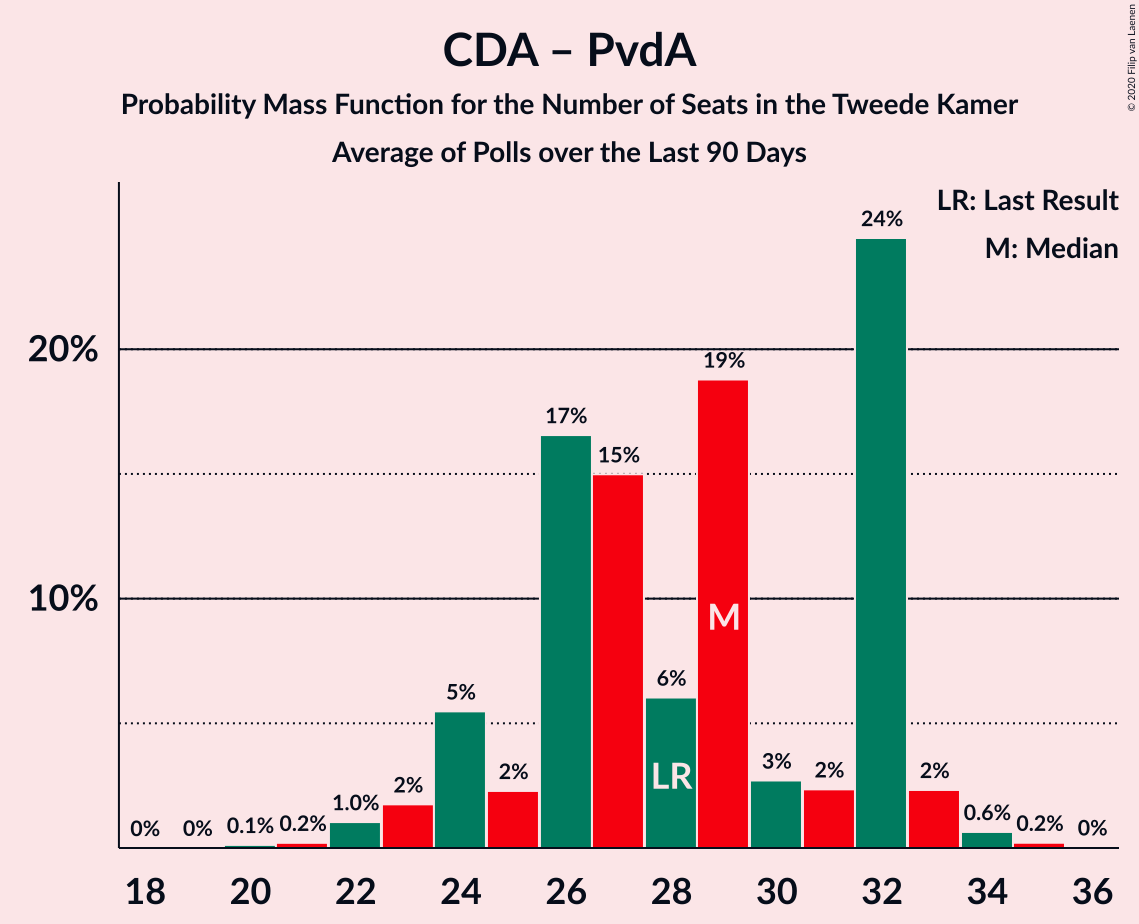 CDA – PvdA
Probability Mass Function for the Number of Seats in the Tweede Kamer
Average of Polls over the Last 90 Days
© 2020 Filip van Laenen
LR: Last Result
M: Median
20%
10%
0%
0%
0.1%
0.2%
1.0%
2%
5%
2%
17%
15%
6%
19%
3%
2%
24%
2%
0.6%
0.2%
0%
LR
M
18 20 22 24 26 28 30 32 34 36